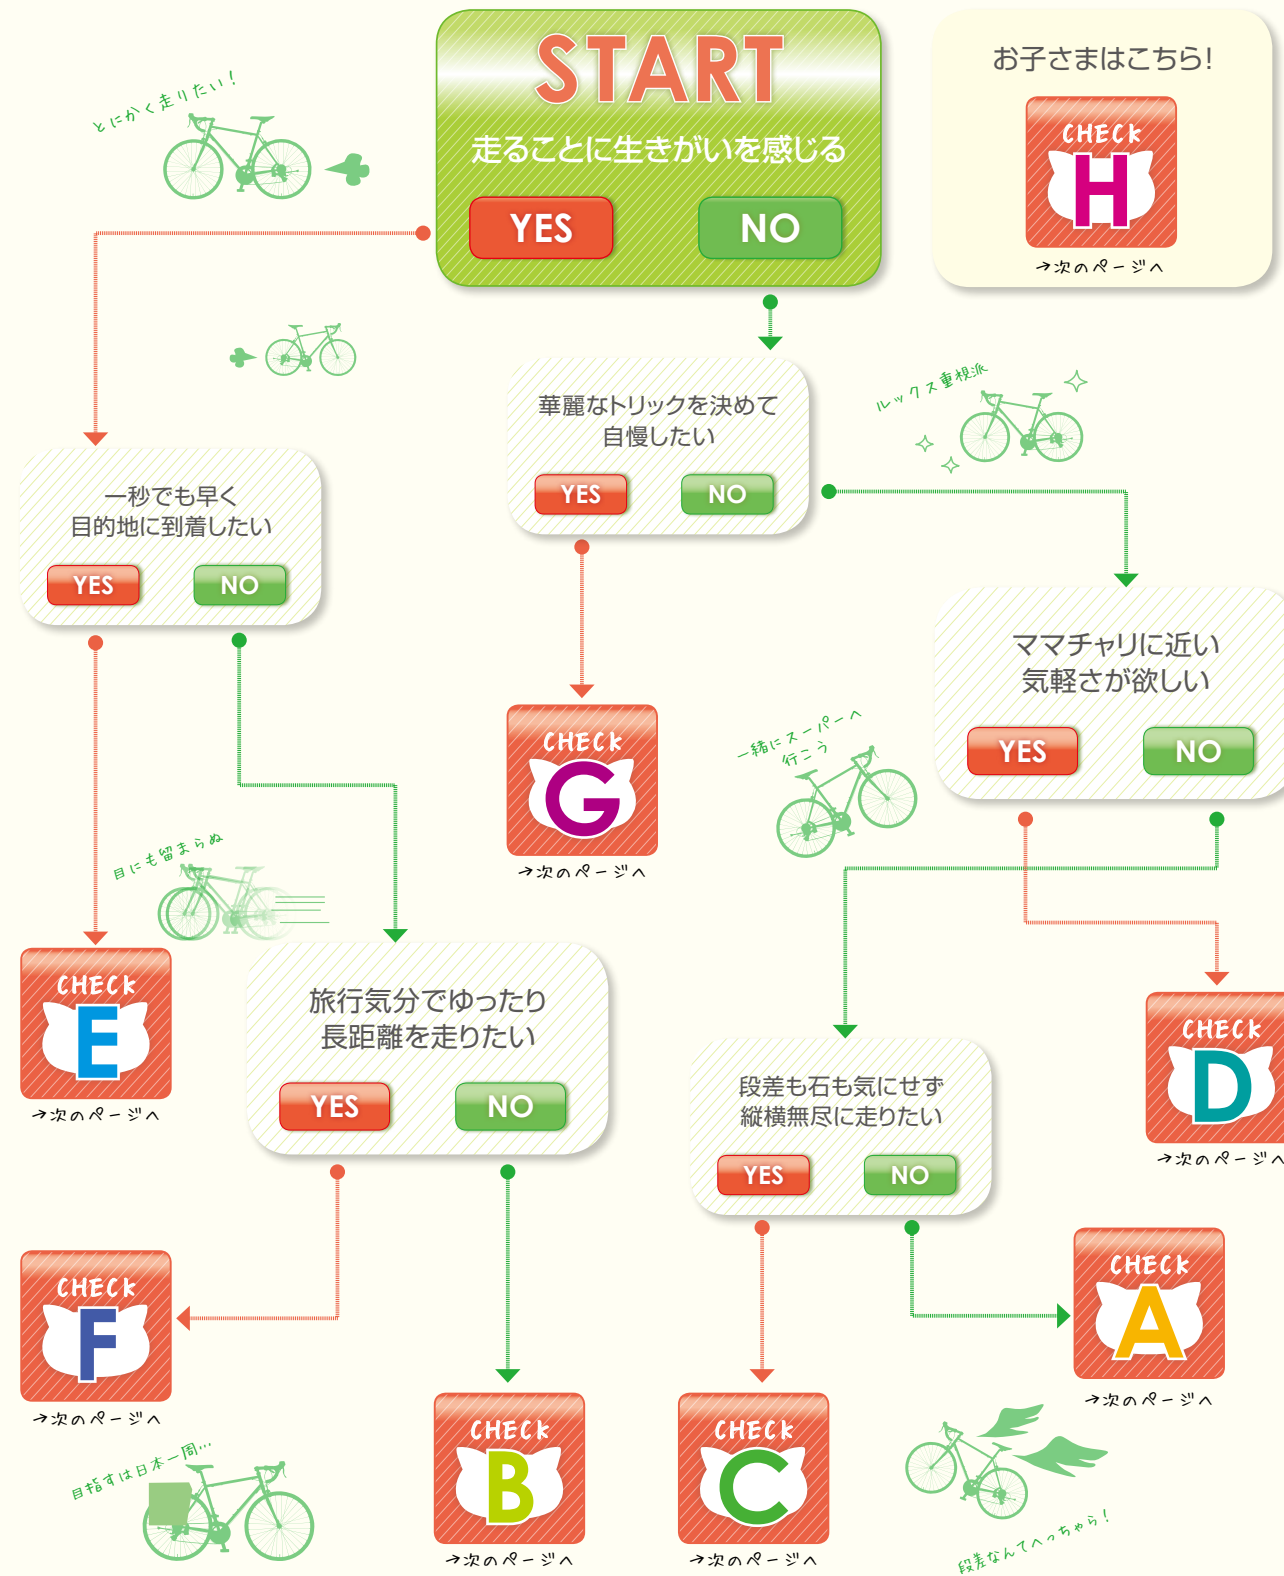 START
走ることに生きがいを感じる
YES
NO
お子さまはこちら!
CHECK
H
→次のページへ
とにかく走りたい!
華麗なトリックを決めて
自慢したい
YES
NO
ルックス重視派
一秒でも早く
目的地に到着したい
YES
NO
ママチャリに近い
気軽さが欲しい
YES
NO
CHECK
G
→次のページへ
一緒にスーパーへ
行こう
目にも留まらぬ
CHECK
E
→次のページへ
旅行気分でゆったり
長距離を走りたい
YES
NO
CHECK
D
→次のページへ
段差も石も気にせず
縦横無尽に走りたい
YES
NO
CHECK
F
→次のページへ
CHECK
A
→次のページへ
CHECK
B
→次のページへ
CHECK
C
→次のページへ
目指すは日本一周…
段差なんてへっちゃら!